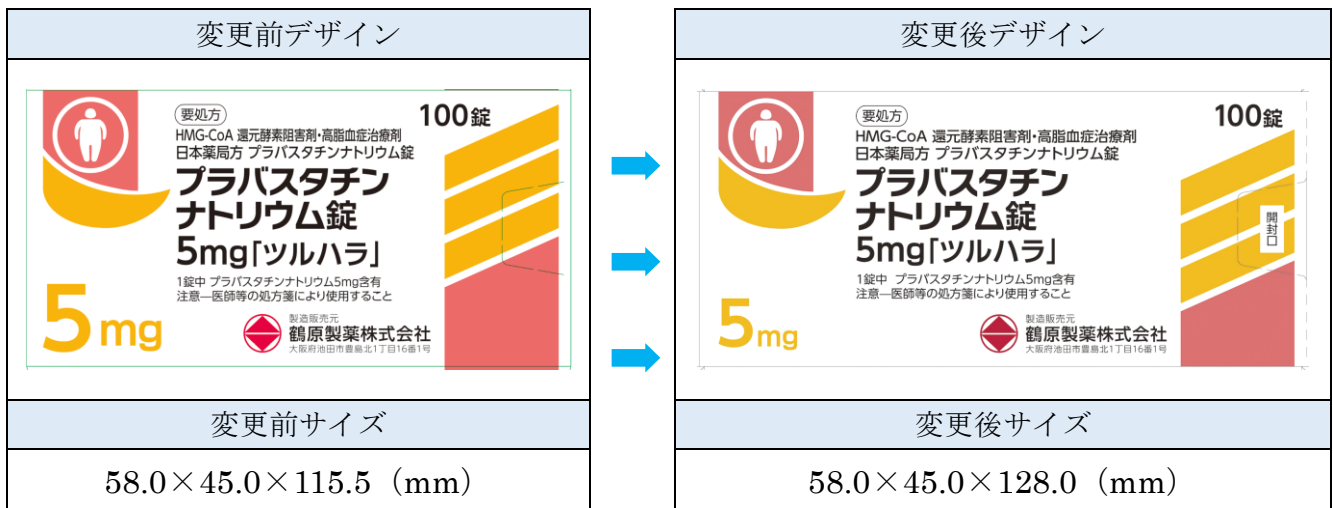 変更前デザイン
要処方
100錠
HMG-CoA 還元酵素阻害剤・高脂血症治療剤
日本薬局方 プラバスタチンナトリウム錠
プラバスタチン
ナトリウム錠
5mg「ツルハラ」
1錠中 プラバスタチンナトリウム5mg含有
注意―医師等の処方箋により使用すること
5mg
製造販売元
鶴原製薬株式会社
大阪府池田市豊島北1丁目16番1号
変更前サイズ
58.0×45.0×115.5（mm）
変更後デザイン
要処方
100錠
HMG-CoA 還元酵素阻害剤・高脂血症治療剤
日本薬局方 プラバスタチンナトリウム錠
プラバスタチン
ナトリウム錠
5mg「ツルハラ」
開封口
1錠中 プラバスタチンナトリウム5mg含有
注意―医師等の処方箋により使用すること
5mg
製造販売元
鶴原製薬株式会社
大阪府池田市豊島北1丁目16番1号
変更後サイズ
58.0×45.0×128.0（mm）